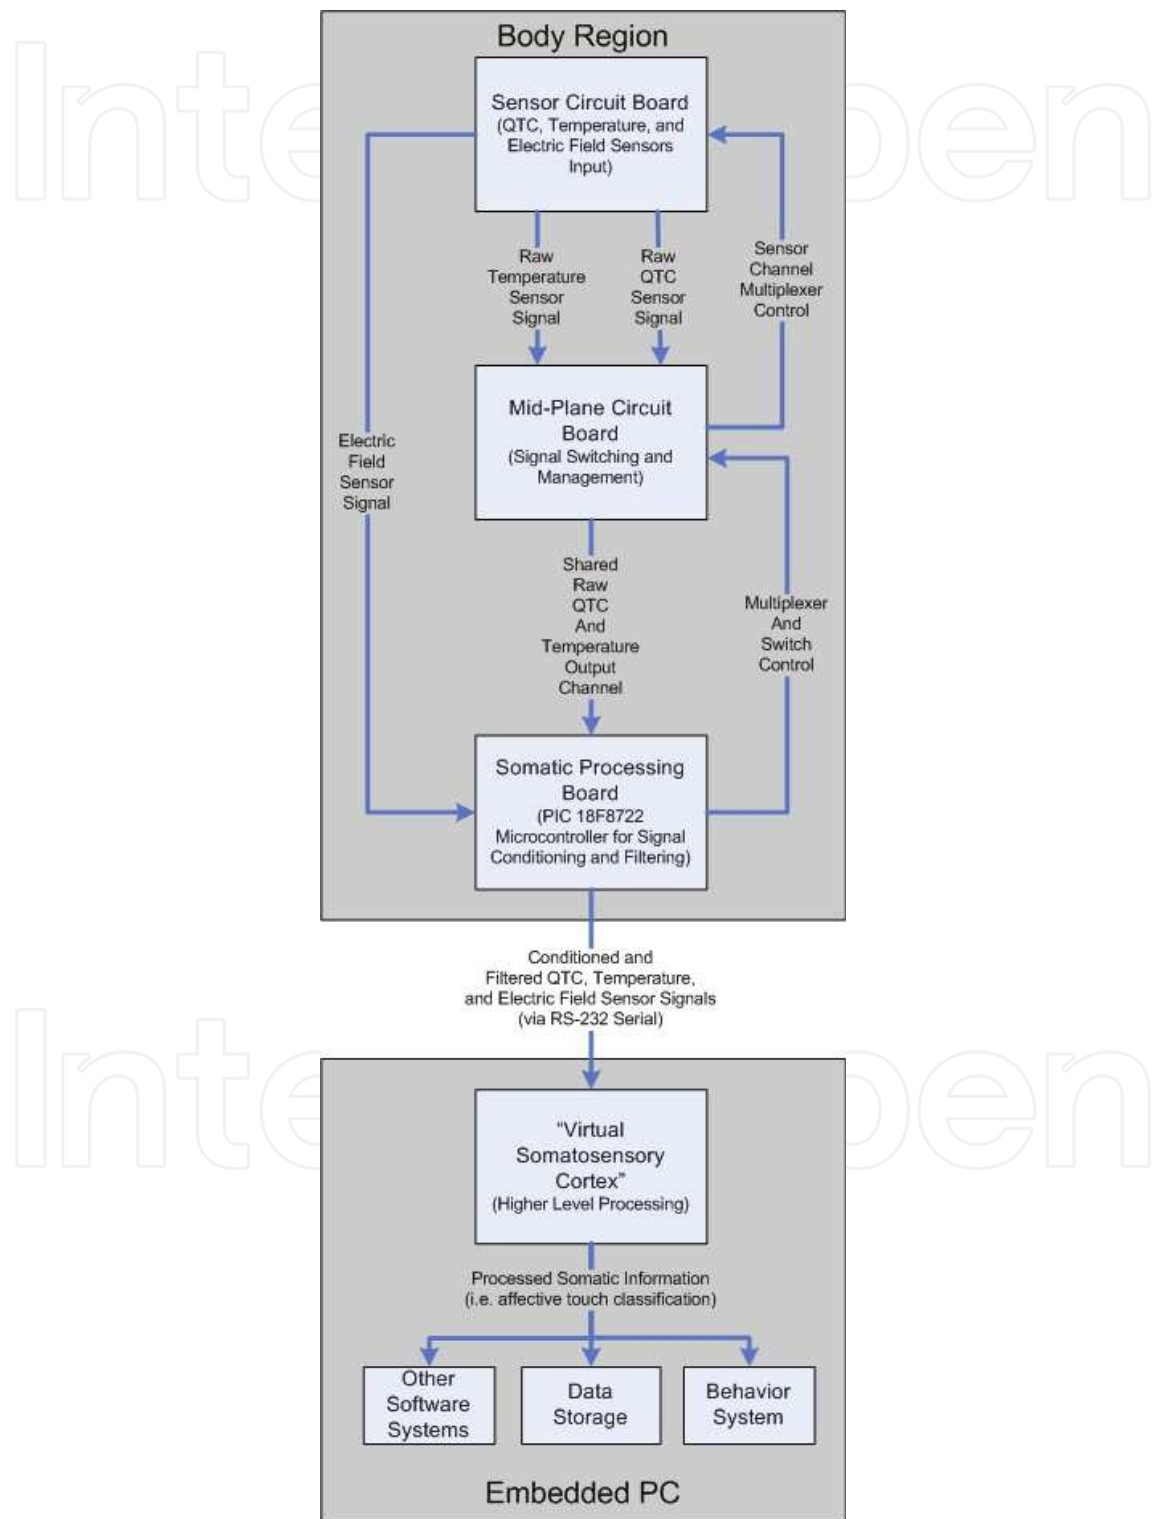 Body Region
Sensor Circuit Board
(QTC, Temperature, and
Electric Field Sensors
Input)
Raw
Temperature
Sensor
Signal
Raw
QTC
Sensor
Signal
Sensor
Channel
Multiplexer
Control
Mid-Plane Circuit
Board
(Signal Switching and
Management)
Electric
Field
Sensor
Signal
Shared
Raw
QTC
And
Temperature
Output
Channel
Multiplexer
And
Switch
Control
Somatic Processing
Board
(PIC 18F8722
Microcontroller for Signal
Conditioning and Filtering)
Conditioned and
Filtered QTC, Temperature,
and Electric Field Sensor Signals
(via RS-232 Serial)
"Virtual
Somatosensory
Cortex"
(Higher Level Processing)
Processed Somatic Information
(i.e. affective touch classification)
Other
Software
Systems
Data
Storage
Behavior
System
Embedded PC